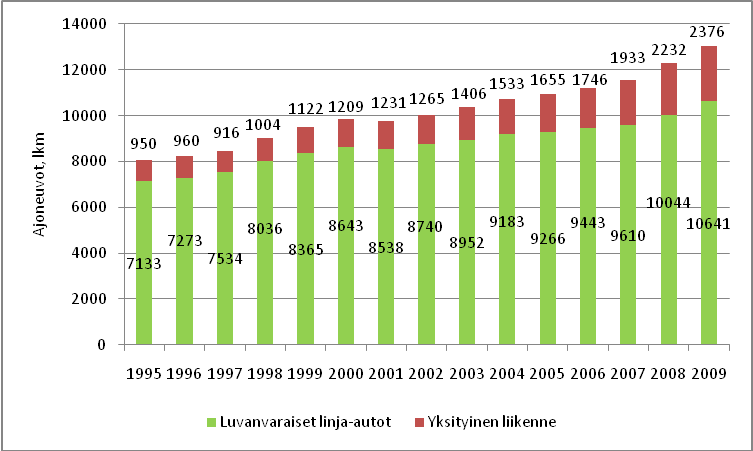 14000
12000
10000
8000
6000
4000
2000
0
Ajoneuvot, lkm
950 960 916 1004 1122 1209 1231 1265 1406 1533 1655 1746 1933 2232 2376
7133 7273 7534 8036 8365 8643 8538 8740 8952 9183 9266 9443 9610 10044 10641
1995 1996 1997 1998 1999 2000 2001 2002 2003 2004 2005 2006 2007 2008 2009
Luvanvaraiset linja-autot Yksityinen liikenne